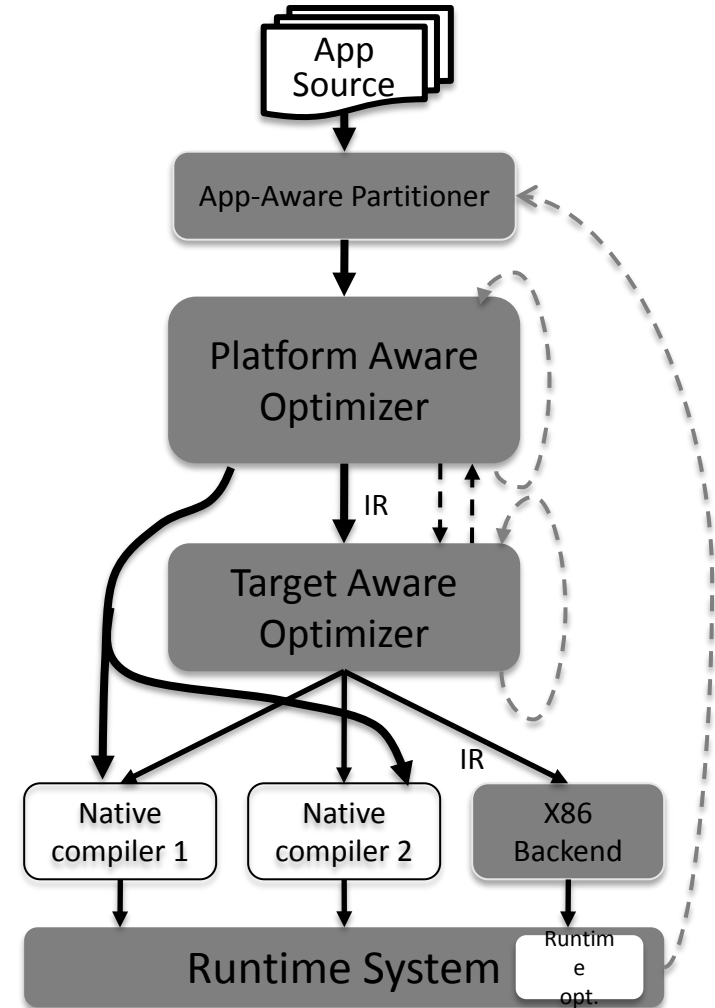 App
Source
App-Aware Partitioner
Platform Aware
Optimizer
IR
Target Aware
Optimizer
IR
Native
compiler 1
Native
compiler 2
X86
Backend
Runtime System
Runtim
e
opt.